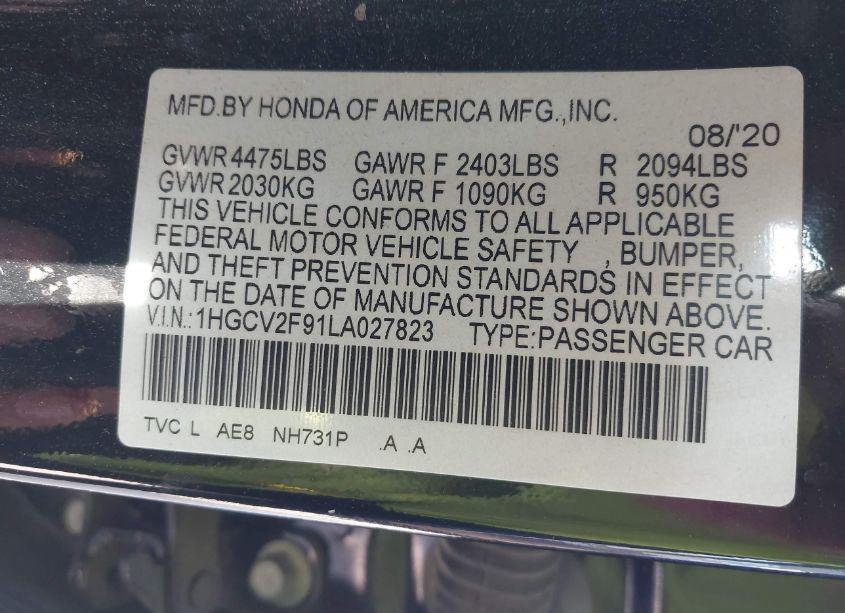 MFD.BY HONDA OF AMERICA MFG.,INC.
08/'20
GVWR 4475LBS GAWR F 2403LBS R 2094LBS
GVWR 2030KG GAWR F 1090KG R 950KG
THIS VEHICLE CONFORMS TO ALL APPLICABLE
FEDERAL MOTOR VEHICLE SAFETY , BUMPER,
AND THEFT PREVENTION STANDARDS IN EFFECT
ON THE DATE OF MANUFACTURE SHOWN ABOVE.
V.I.N.:1HGCV2F91LA027823 TYPE:PASSENGER CAR
TVC L AE8 NH731P .A .A